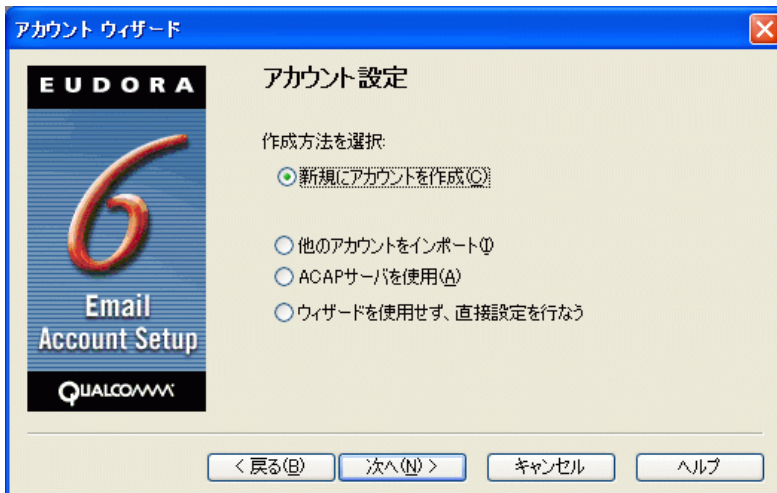 アカウント ウィザード
EUDORA
6
Email
Account Setup
QUALCOMM
アカウント設定
作成方法を選択:
新規にアカウントを作成(C)
他のアカウントをインポート(I)
ACAPサーバを使用(A)
ウィザードを使用せず、直接設定を行なう
< 戻る(B)
次へ(N) >
キャンセル
ヘルプ